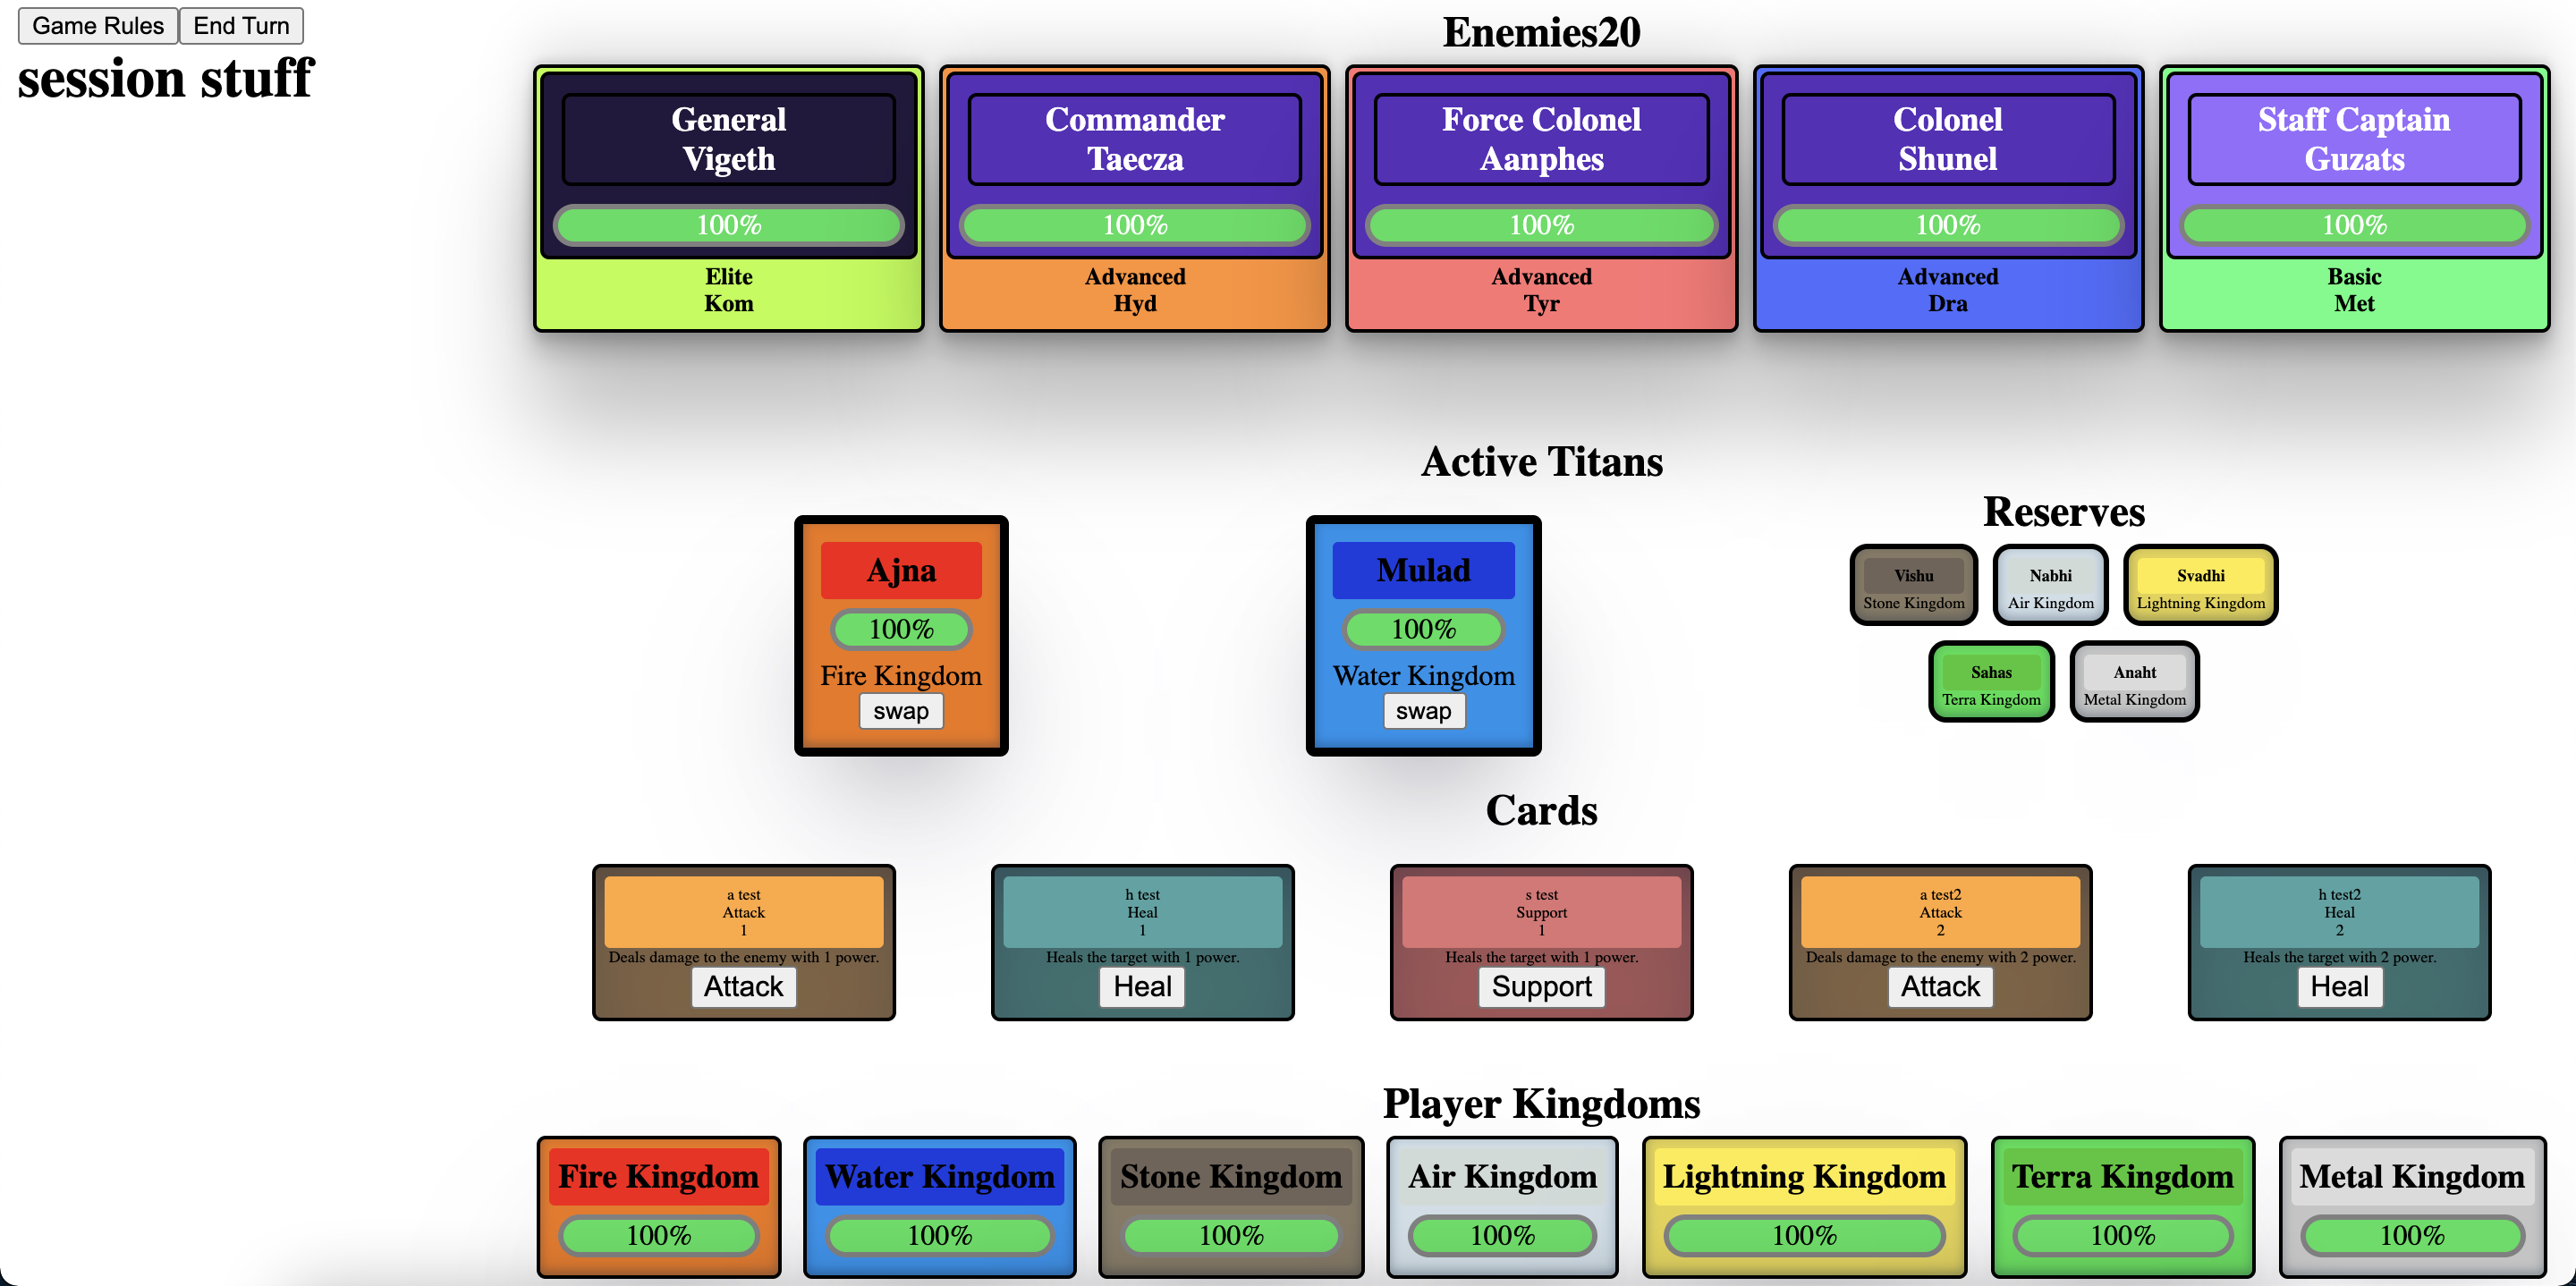 Game Rules End Turn
session stuff
Enemies20
General
Vigeth
100%
Elite
Kom
Commander
Taecza
100%
Advanced
Hyd
Force Colonel
Aanphes
100%
Advanced
Tyr
Colonel
Shunel
100%
Advanced
Dra
Staff Captain
Guzats
100%
Basic
Met
Active Titans
Ajna
100%
Fire Kingdom
swap
Mulad
100%
Water Kingdom
swap
Reserves
Vishu
Stone Kingdom
Nabhi
Air Kingdom
Svadhi
Lightning Kingdom
Sahas
Terra Kingdom
Anaht
Metal Kingdom
Cards
a test
Attack
1
Deals damage to the enemy with 1 power.
Attack
h test
Heal
1
Heals the target with 1 power.
Heal
s test
Support
1
Heals the target with 1 power.
Support
a test2
Attack
2
Deals damage to the enemy with 2 power.
Attack
h test2
Heal
2
Heals the target with 2 power.
Heal
Player Kingdoms
Fire Kingdom
100%
Water Kingdom
100%
Stone Kingdom
100%
Air Kingdom
100%
Lightning Kingdom
100%
Terra Kingdom
100%
Metal Kingdom
100%